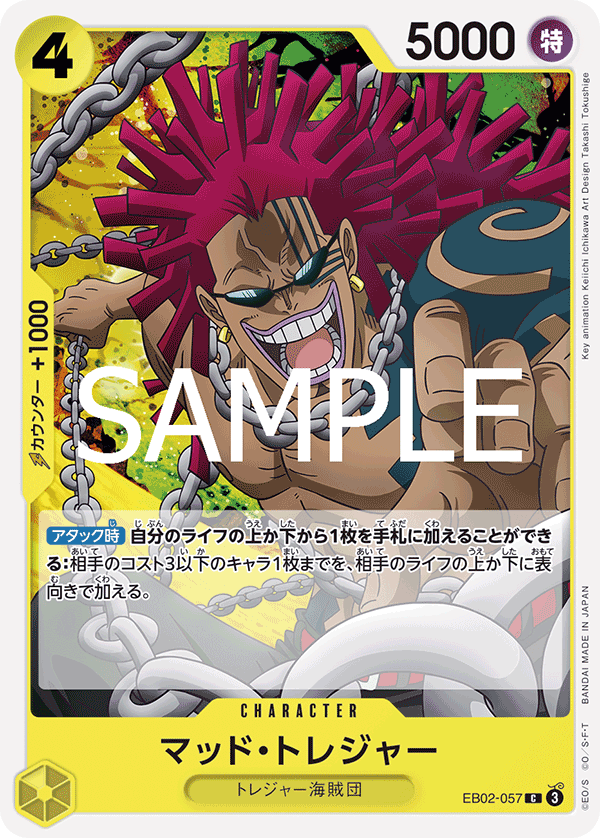 4
5000 特
カウンター +1000
Key animation Keiichi Ichikawa Art Design Takashi Tokushige
SAMPLE
アタック時 自分のライフの上か下から1枚を手札に加えることができ
る:相手のコスト3以下のキャラ1枚までを、相手のライフの上か下に表
向きで加える。
CHARACTER
マッド・トレジャー
トレジャー海賊団
EB02-057 C 3
©EO/S ©O/S・F・T BANDAI MADE IN JAPAN